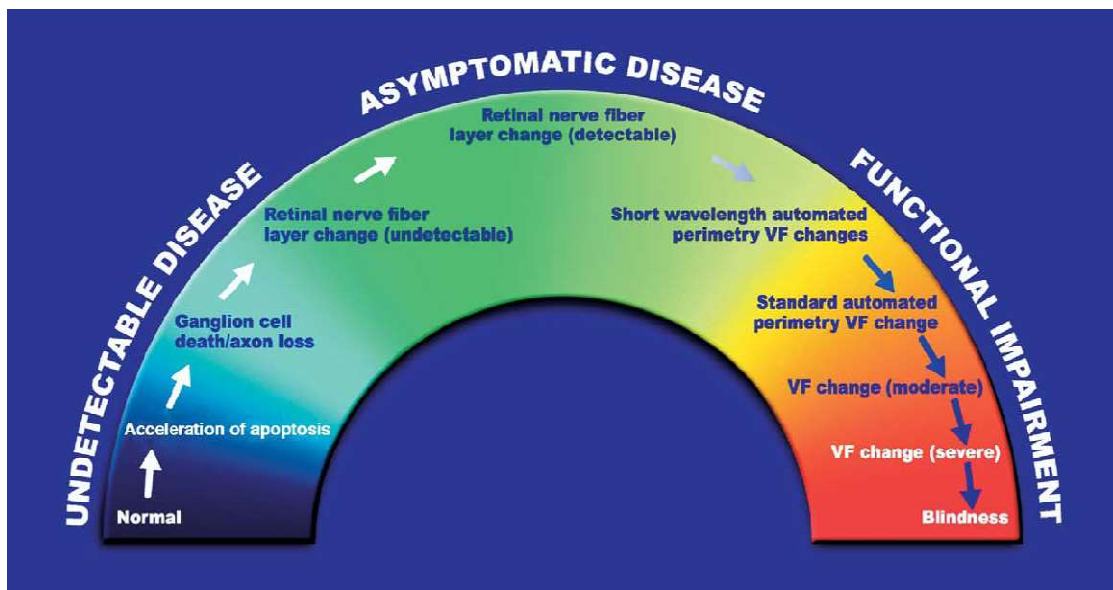 ASYMPTOMATIC DISEASE
UNDETECTABLE DISEASE
FUNCTIONAL IMPAIRMENT
Normal
Acceleration of apoptosis
Ganglion cell
death/axon loss
Retinal nerve fiber
layer change (undetectable)
Retinal nerve fiber
layer change (detectable)
Short wavelength automated
perimetry VF changes
Standard automated
perimetry VF change
VF change (moderate)
VF change (severe)
Blindness